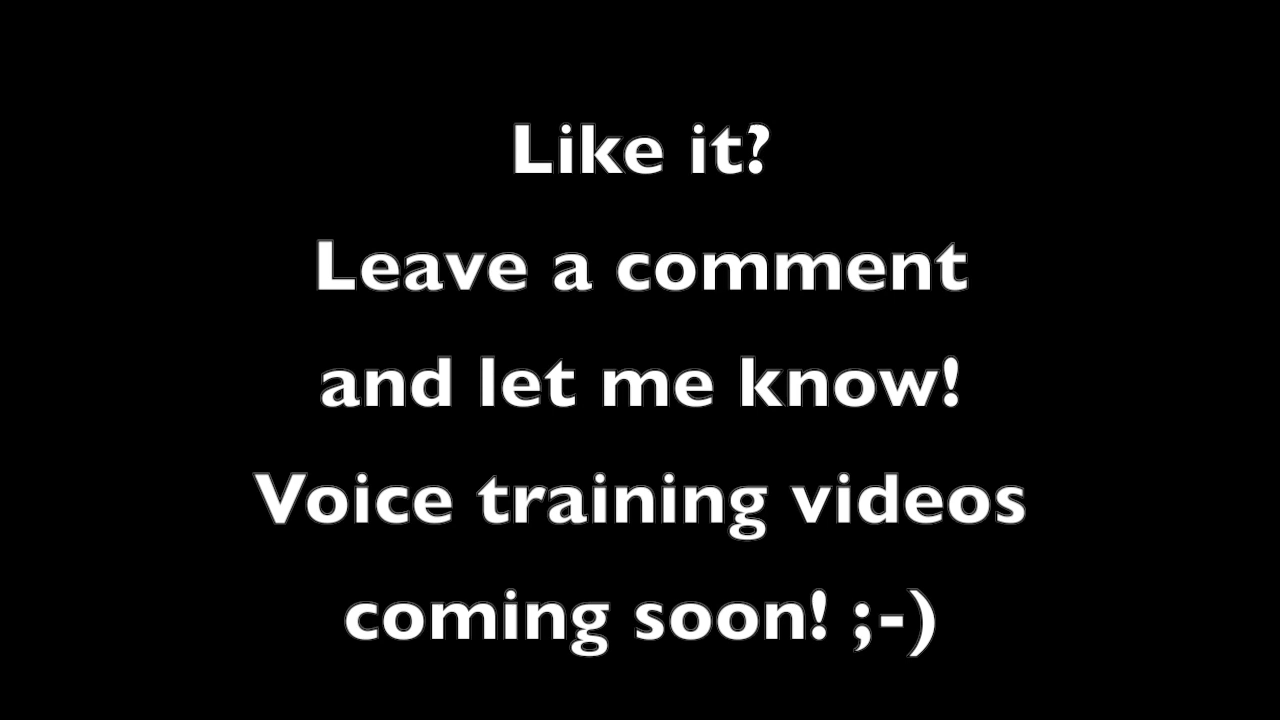 Like it?
Leave a comment
and let me know!
Voice training videos
coming soon! ;-)